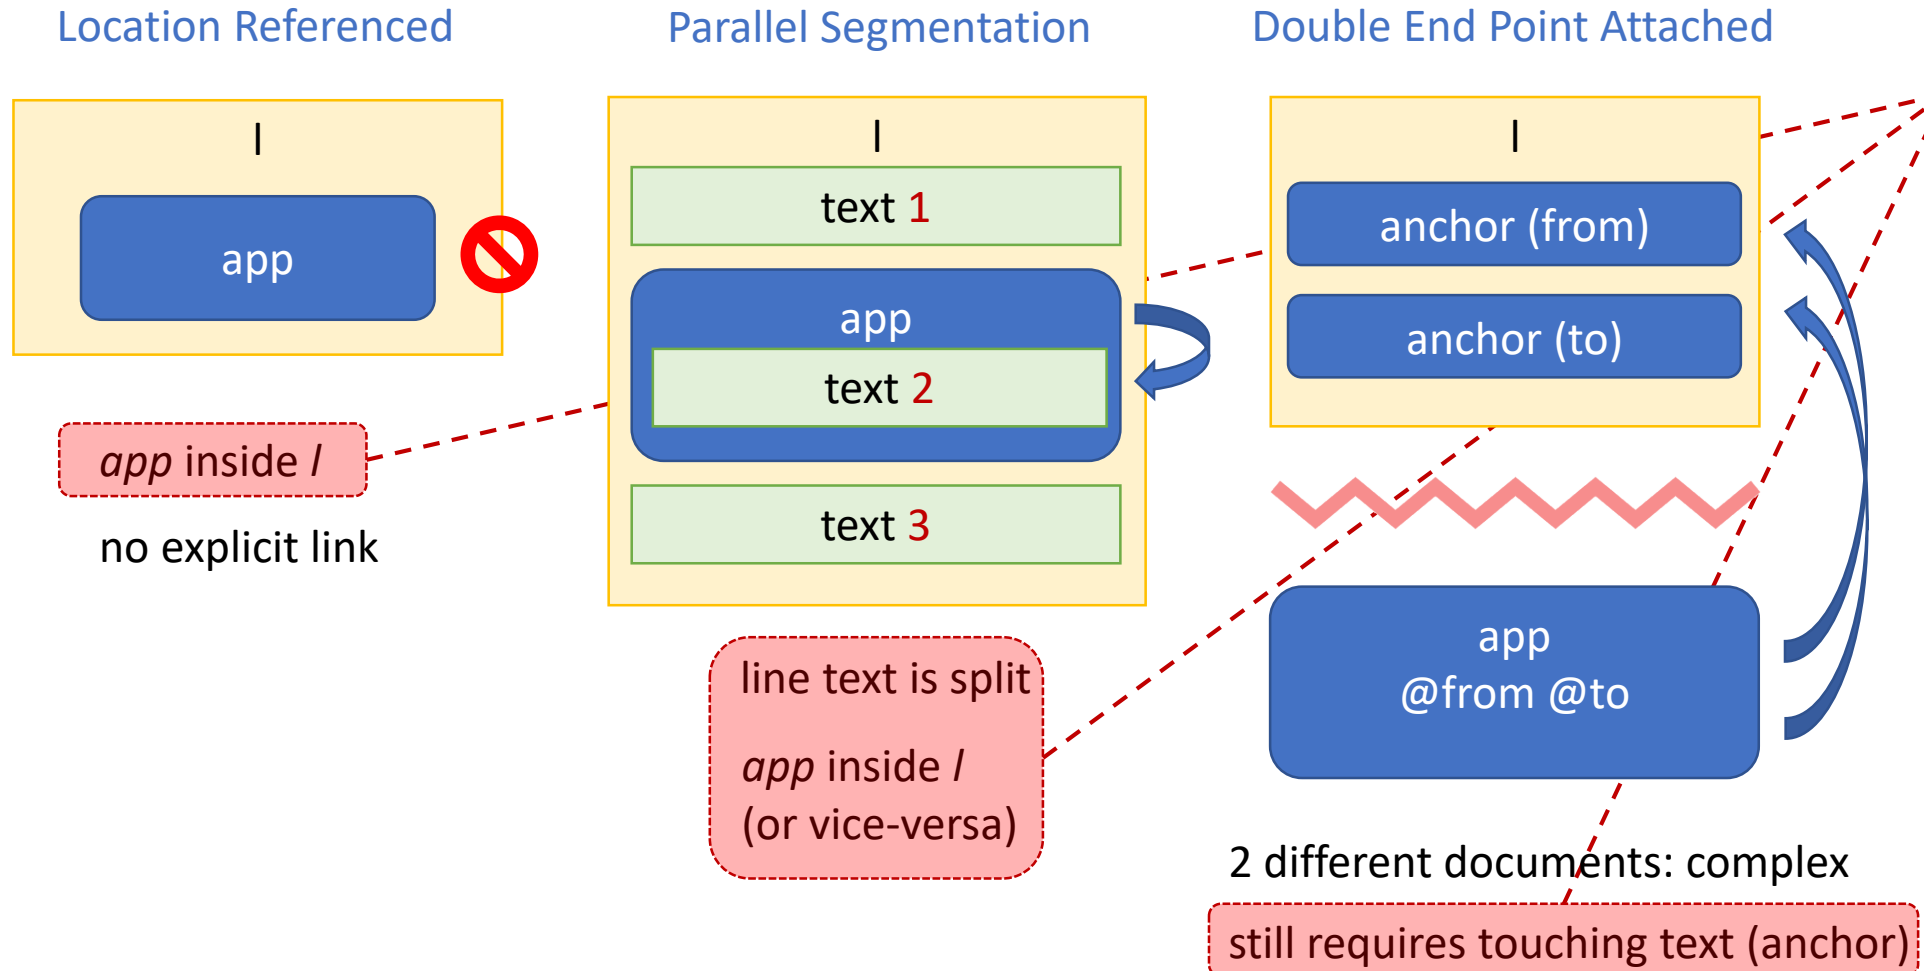 Location Referenced
l
app
app inside l
no explicit link
Parallel Segmentation
l
text 1
app
text 2
text 3
line text is split
app inside l
(or vice-versa)
Double End Point Attached
l
anchor (from)
anchor (to)
app
@from @to
2 different documents: complex
still requires touching text (anchor)